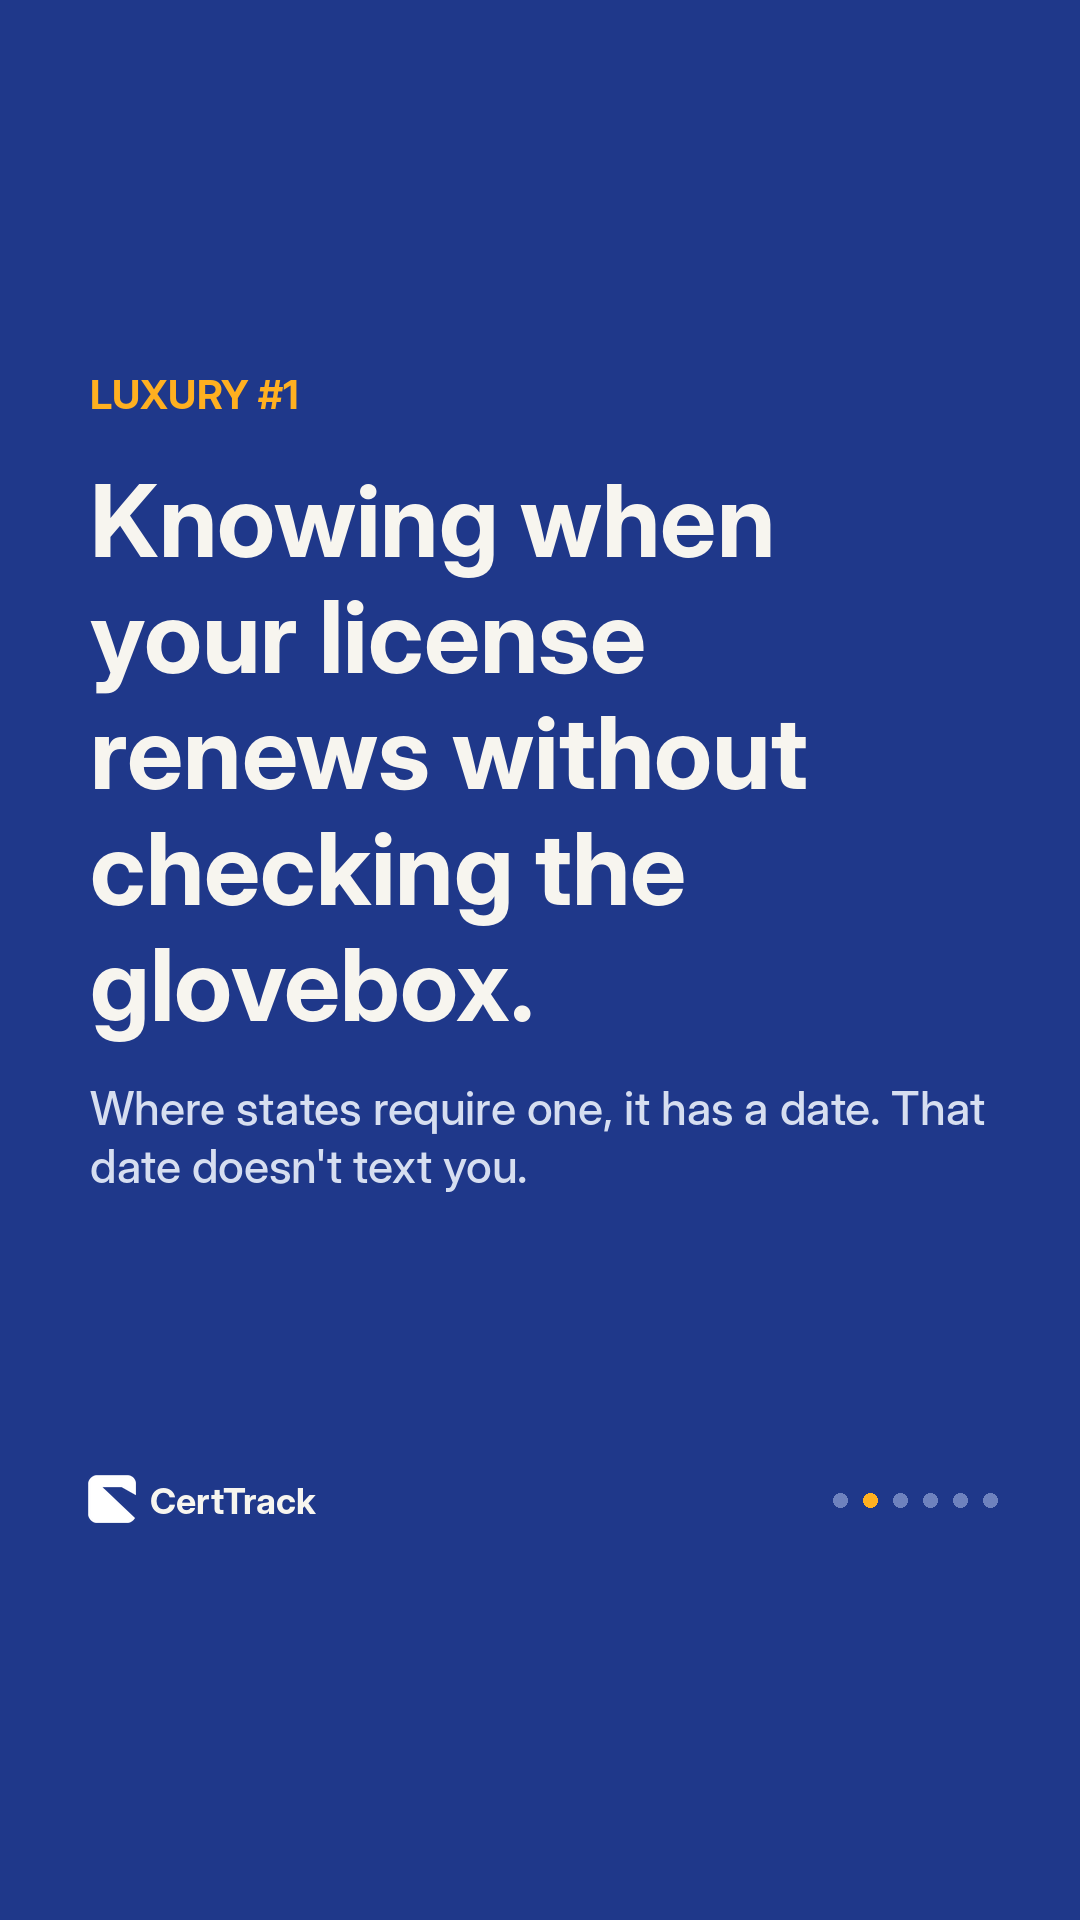 LUXURY #1
Knowing when
your license
renews without
checking the
glovebox.
Where states require one, it has a date. That
date doesn't text you.
CertTrack